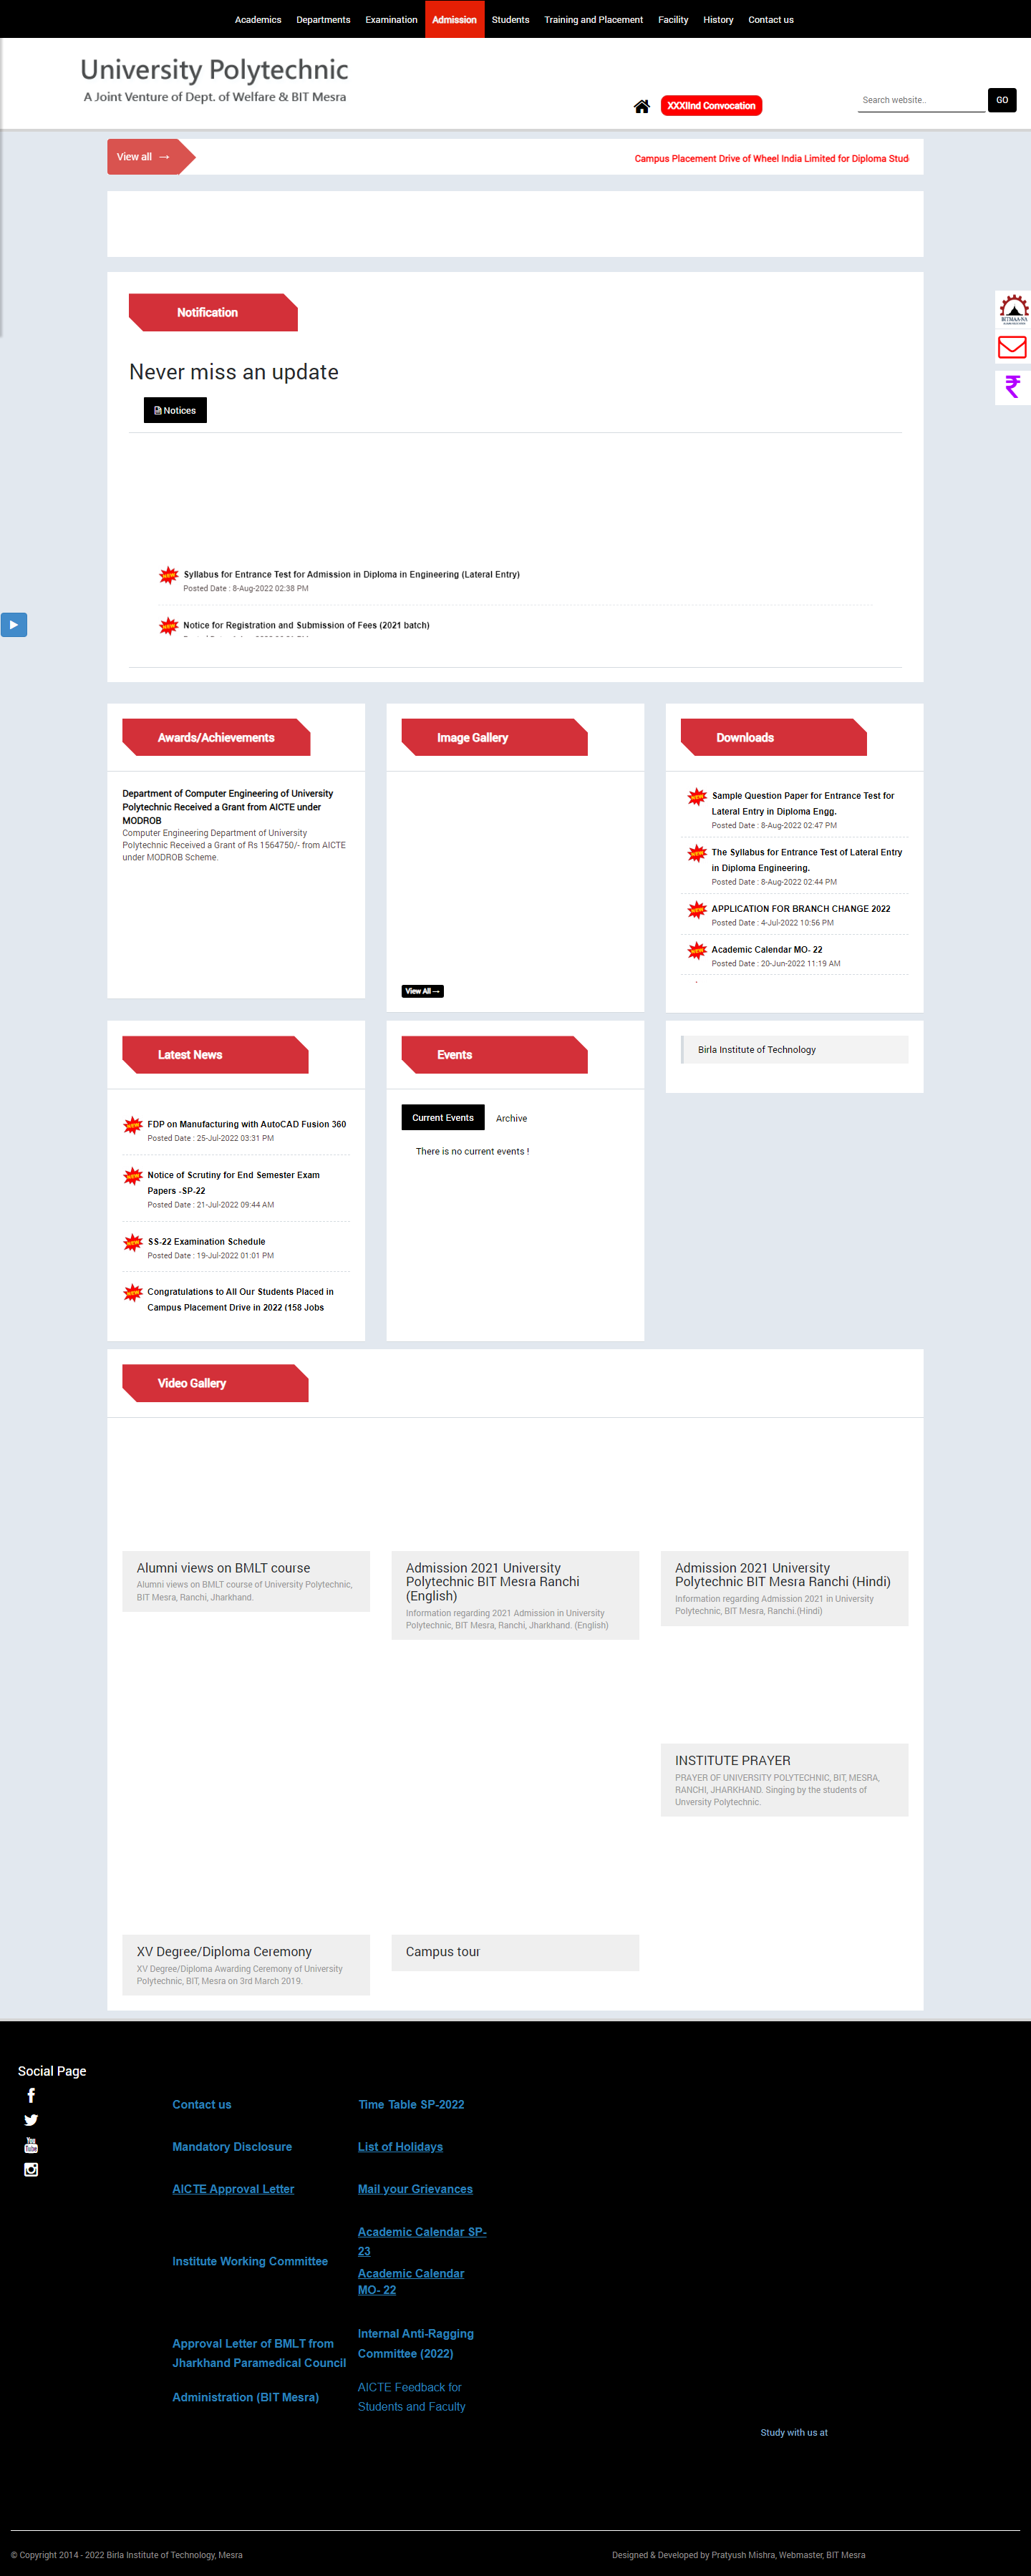 Academics Departments Examination Admission Students Training and Placement Facility History Contact us
University Polytechnic
A Joint Venture of Dept. of Welfare & BIT Mesra
XXXIInd Convocation
Search website..
GO
View all →
Campus Placement Drive of Wheel India Limited for Diploma Stud
Notification
BITMAA-NA
Never miss an update
Notices
Syllabus for Entrance Test for Admission in Diploma in Engineering (Lateral Entry)
Posted Date : 8-Aug-2022 02:38 PM
Notice for Registration and Submission of Fees (2021 batch)
Awards/Achievements
Department of Computer Engineering of University
Polytechnic Received a Grant from AICTE under
MODROB
Computer Engineering Department of University
Polytechnic Received a Grant of Rs 1564750/- from AICTE
under MODROB Scheme.
Image Gallery
View All →
Downloads
NEW Sample Question Paper for Entrance Test for
Lateral Entry in Diploma Engg.
Posted Date : 8-Aug-2022 02:47 PM
NEW The Syllabus for Entrance Test of Lateral Entry
in Diploma Engineering.
Posted Date : 8-Aug-2022 02:44 PM
NEW APPLICATION FOR BRANCH CHANGE 2022
Posted Date : 4-Jul-2022 10:56 PM
NEW Academic Calendar MO- 22
Posted Date : 20-Jun-2022 11:19 AM
Latest News
NEW FDP on Manufacturing with AutoCAD Fusion 360
Posted Date : 25-Jul-2022 03:31 PM
NEW Notice of Scrutiny for End Semester Exam
Papers -SP-22
Posted Date : 21-Jul-2022 09:44 AM
NEW SS-22 Examination Schedule
Posted Date : 19-Jul-2022 01:01 PM
NEW Congratulations to All Our Students Placed in
Campus Placement Drive in 2022 (158 Jobs
Events
Current Events Archive
There is no current events !
Birla Institute of Technology
Video Gallery
Alumni views on BMLT course
Alumni views on BMLT course of University Polytechnic,
BIT Mesra, Ranchi, Jharkhand.
Admission 2021 University
Polytechnic BIT Mesra Ranchi
(English)
Information regarding 2021 Admission in University
Polytechnic, BIT Mesra, Ranchi, Jharkhand. (English)
Admission 2021 University
Polytechnic BIT Mesra Ranchi (Hindi)
Information regarding Admission 2021 in University
Polytechnic, BIT Mesra, Ranchi.(Hindi)
INSTITUTE PRAYER
PRAYER OF UNIVERSITY POLYTECHNIC, BIT, MESRA,
RANCHI, JHARKHAND. Singing by the students of
Unversity Polytechnic.
XV Degree/Diploma Ceremony
XV Degree/Diploma Awarding Ceremony of University
Polytechnic, BIT, Mesra on 3rd March 2019.
Campus tour
Social Page
You Tube
Contact us
Mandatory Disclosure
AICTE Approval Letter
Institute Working Committee
Approval Letter of BMLT from
Jharkhand Paramedical Council
Administration (BIT Mesra)
Time Table SP-2022
List of Holidays
Mail your Grievances
Academic Calendar SP-
23
Academic Calendar
MO- 22
Internal Anti-Ragging
Committee (2022)
AICTE Feedback for
Students and Faculty
Study with us at
© Copyright 2014 - 2022 Birla Institute of Technology, Mesra
Designed & Developed by Pratyush Mishra, Webmaster, BIT Mesra